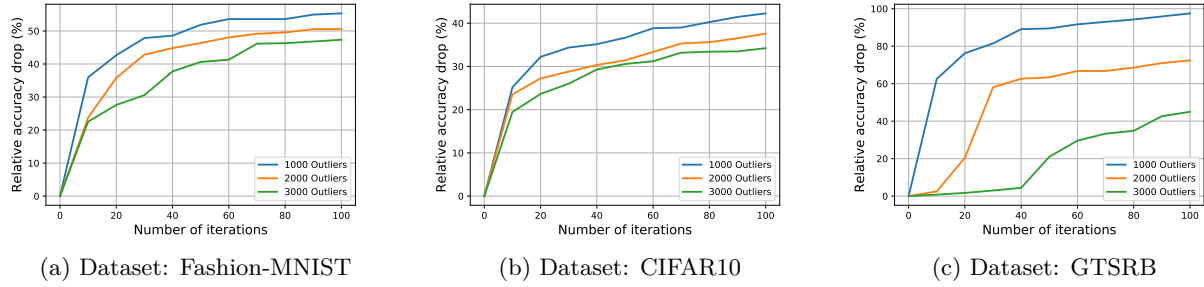 Relative accuracy drop (%)
50
40
30
20
10
0
1000 Outliers
2000 Outliers
3000 Outliers
0 20 40 60 80 100
Number of iterations
(a) Dataset: Fashion-MNIST
Relative accuracy drop (%)
40
30
20
10
0
1000 Outliers
2000 Outliers
3000 Outliers
0 20 40 60 80 100
Number of iterations
(b) Dataset: CIFAR10
Relative accuracy drop (%)
100
80
60
40
20
0
1000 Outliers
2000 Outliers
3000 Outliers
0 20 40 60 80 100
Number of iterations
(c) Dataset: GTSRB